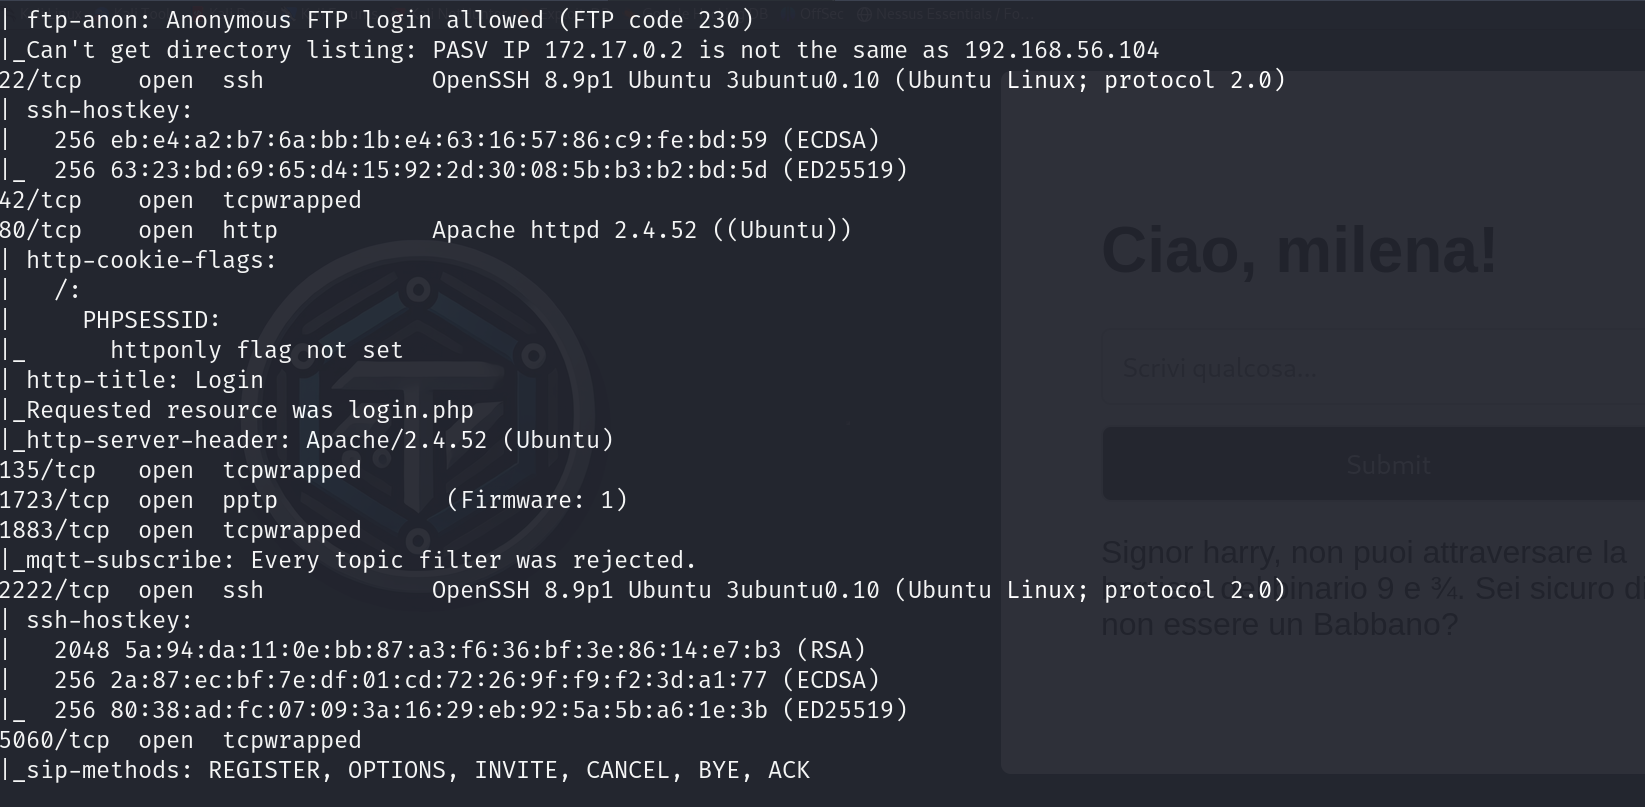 | ftp-anon: Anonymous FTP login allowed (FTP code 230)
|_Can't get directory listing: PASV IP 172.17.0.2 is not the same as 192.168.56.104
22/tcp    open  ssh            OpenSSH 8.9p1 Ubuntu 3ubuntu0.10 (Ubuntu Linux; protocol 2.0)
| ssh-hostkey:
|   256 eb:e4:a2:b7:6a:bb:1b:e4:63:16:57:86:c9:fe:bd:59 (ECDSA)
|_  256 63:23:bd:69:65:d4:15:92:2d:30:08:5b:b3:b2:bd:5d (ED25519)
42/tcp    open  tcpwrapped
80/tcp    open  http           Apache httpd 2.4.52 ((Ubuntu))
| http-cookie-flags:
|   /:
|     PHPSESSID:
|_      httponly flag not set
| http-title: Login
|_Requested resource was login.php
|_http-server-header: Apache/2.4.52 (Ubuntu)
135/tcp   open  tcpwrapped
1723/tcp  open  pptp            (Firmware: 1)
1883/tcp  open  tcpwrapped
|_mqtt-subscribe: Every topic filter was rejected.
2222/tcp  open  ssh            OpenSSH 8.9p1 Ubuntu 3ubuntu0.10 (Ubuntu Linux; protocol 2.0)
| ssh-hostkey:
|   2048 5a:94:da:11:0e:bb:87:a3:f6:36:bf:3e:86:14:e7:b3 (RSA)
|   256 2a:87:ec:bf:7e:df:01:cd:72:26:9f:f9:f2:3d:a1:77 (ECDSA)
|_  256 80:38:ad:fc:07:09:3a:16:29:eb:92:5a:5b:a6:1e:3b (ED25519)
5060/tcp  open  tcpwrapped
|_sip-methods: REGISTER, OPTIONS, INVITE, CANCEL, BYE, ACK
OffSec Nessus Essentials / Fo...
Ciao, milena!
Scrivi qualcosa...
Submit
Signor harry, non puoi attraversare la
9 e ¾. Sei sicuro
non essere un Babbano?